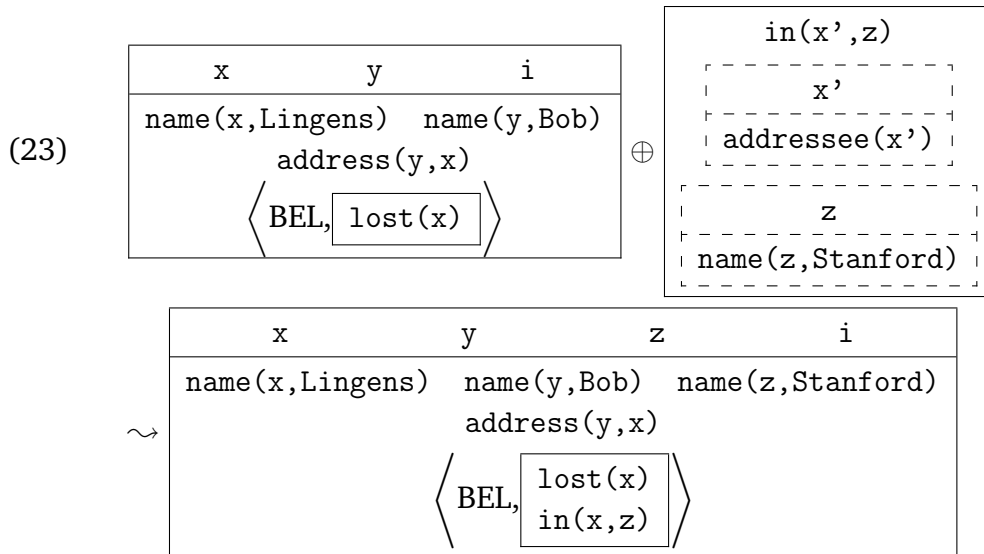 (23)
x y i
name(x,Lingens) name(y,Bob)
address(y,x)
⟨BEL, lost(x)⟩
⊕
in(x',z)
x'
addressee(x')
z
name(z,Stanford)
⤳
x y z i
name(x,Lingens) name(y,Bob) name(z,Stanford)
address(y,x)
⟨BEL, lost(x)
in(x,z)⟩